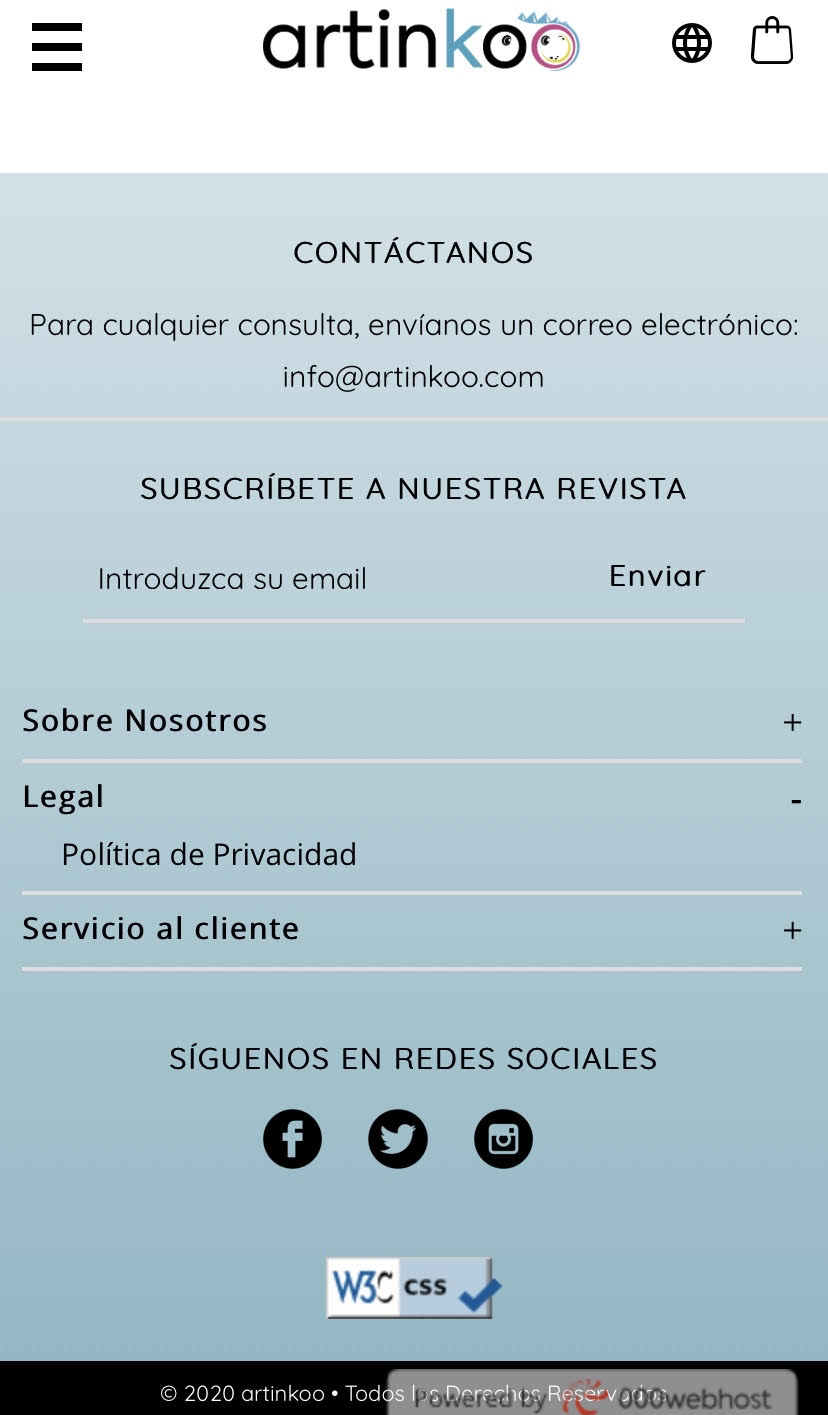 artinkoo
CONTÁCTANOS
Para cualquier consulta, envíanos un correo electrónico:
info@artinkoo.com
SUBSCRÍBETE A NUESTRA REVISTA
Introduzca su email Enviar
Sobre Nosotros +
Legal -
Política de Privacidad
Servicio al cliente +
SÍGUENOS EN REDES SOCIALES
W3C css
© 2020 artinkoo • Todos los Derechos Reservados
Powered by 000webhost